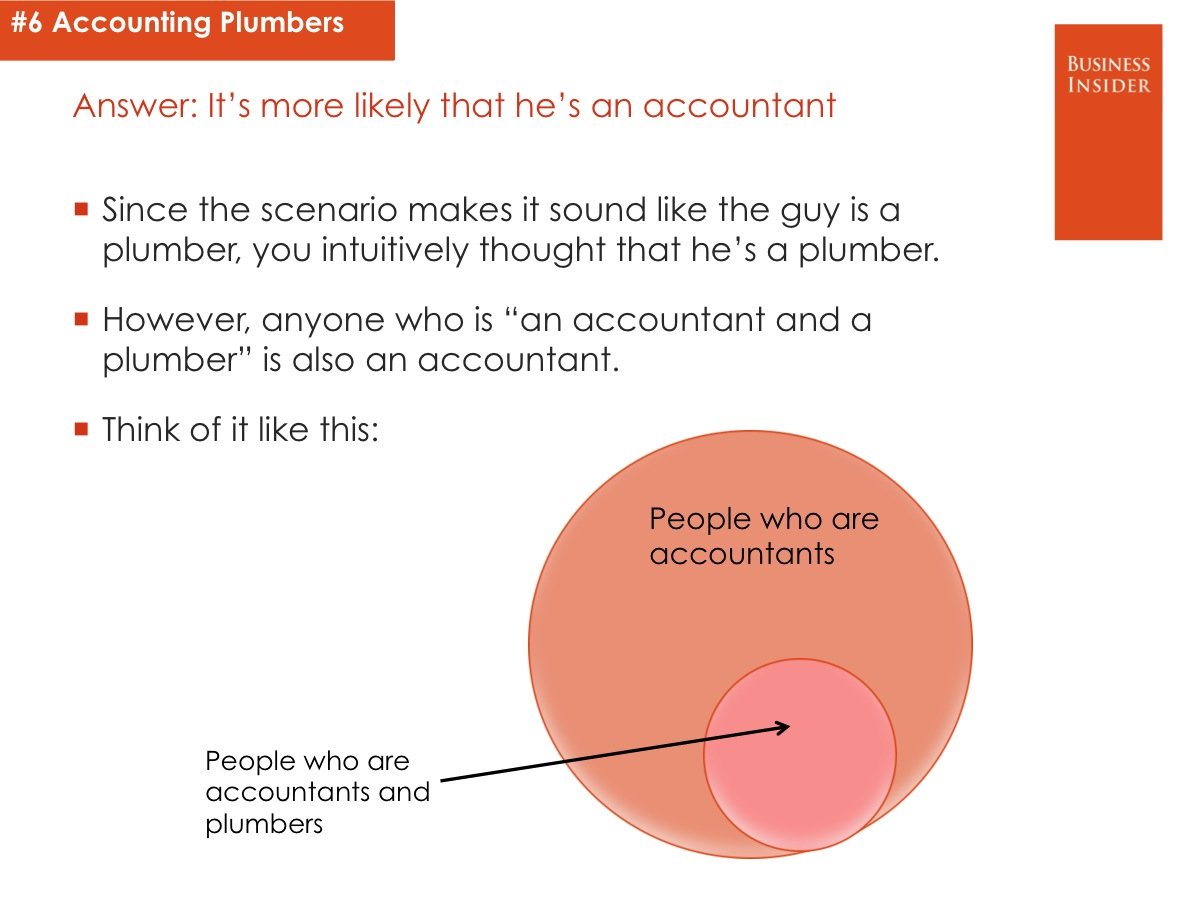 #6 Accounting Plumbers
BUSINESS
INSIDER
Answer: It’s more likely that he’s an accountant
Since the scenario makes it sound like the guy is a
plumber, you intuitively thought that he’s a plumber.
However, anyone who is “an accountant and a
plumber” is also an accountant.
Think of it like this:
People who are
accountants
People who are
accountants and
plumbers